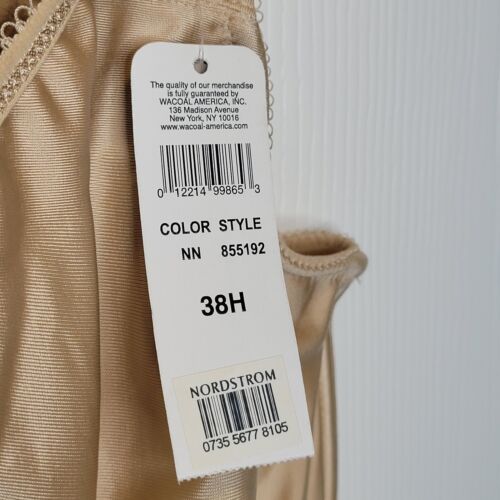 The quality of our merchandise
is fully guaranteed by
WACOAL AMERICA, INC.
136 Madison Avenue
New York, NY 10016
www.wacoal-america.com
0 12214 99865 3
COLOR STYLE
NN 855192
38H
NORDSTROM
0735 5677 8105